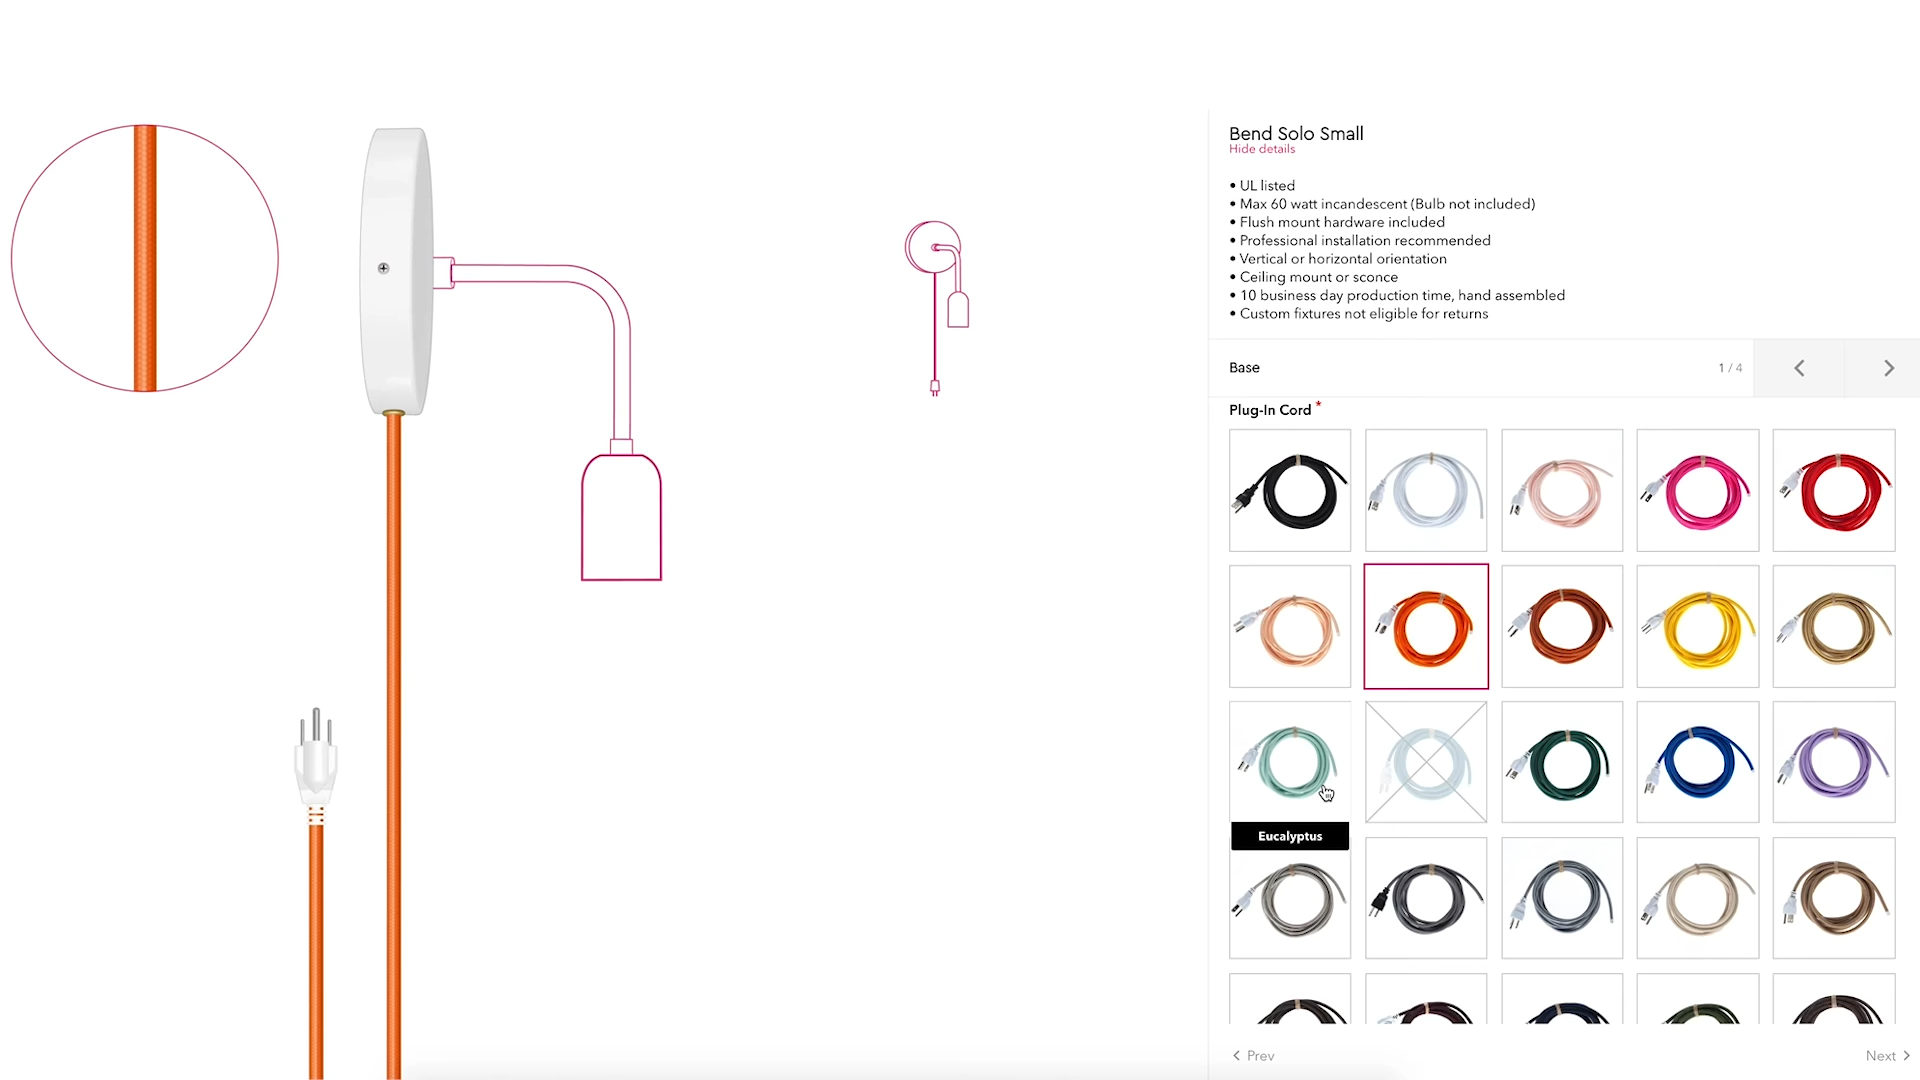 Bend Solo Small
Hide details
• UL listed
• Max 60 watt incandescent (Bulb not included)
• Flush mount hardware included
• Professional installation recommended
• Vertical or horizontal orientation
• Ceiling mount or sconce
• 10 business day production time, hand assembled
• Custom fixtures not eligible for returns
Base
1 / 4
Plug-In Cord *
Eucalyptus
Prev
Next